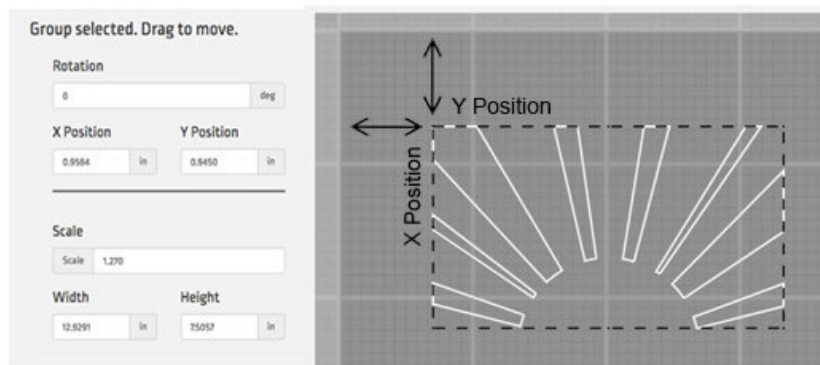 Group selected. Drag to move.
Rotation
0 deg
X Position Y Position
0.9584 in 0.9450 in
Scale
Scale 1.270
Width Height
12.9291 in 7.5057 in
Y Position
X Position